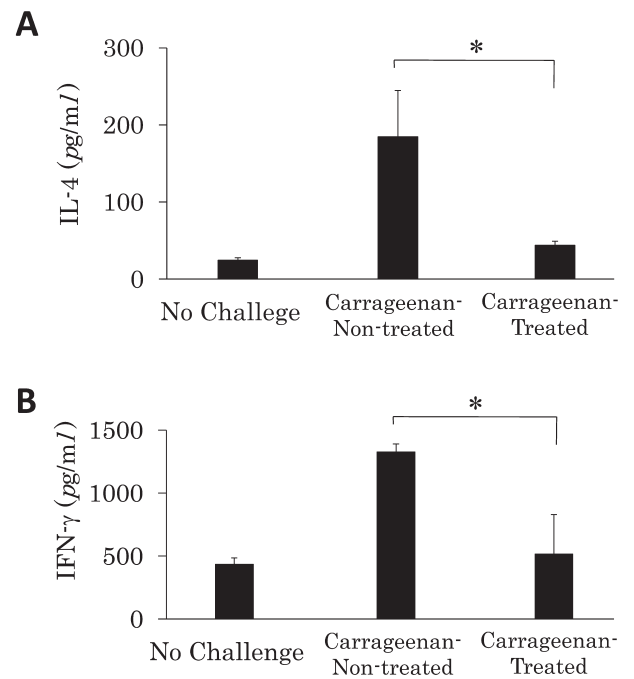 A
300
200
100
0
IL-4 (pg/ml)
*
No Challege
Carrageenan-
Non-treated
Carrageenan-
Treated
B
1500
1000
500
0
IFN-γ (pg/ml)
*
No Challenge
Carrageenan-
Non-treated
Carrageenan-
Treated